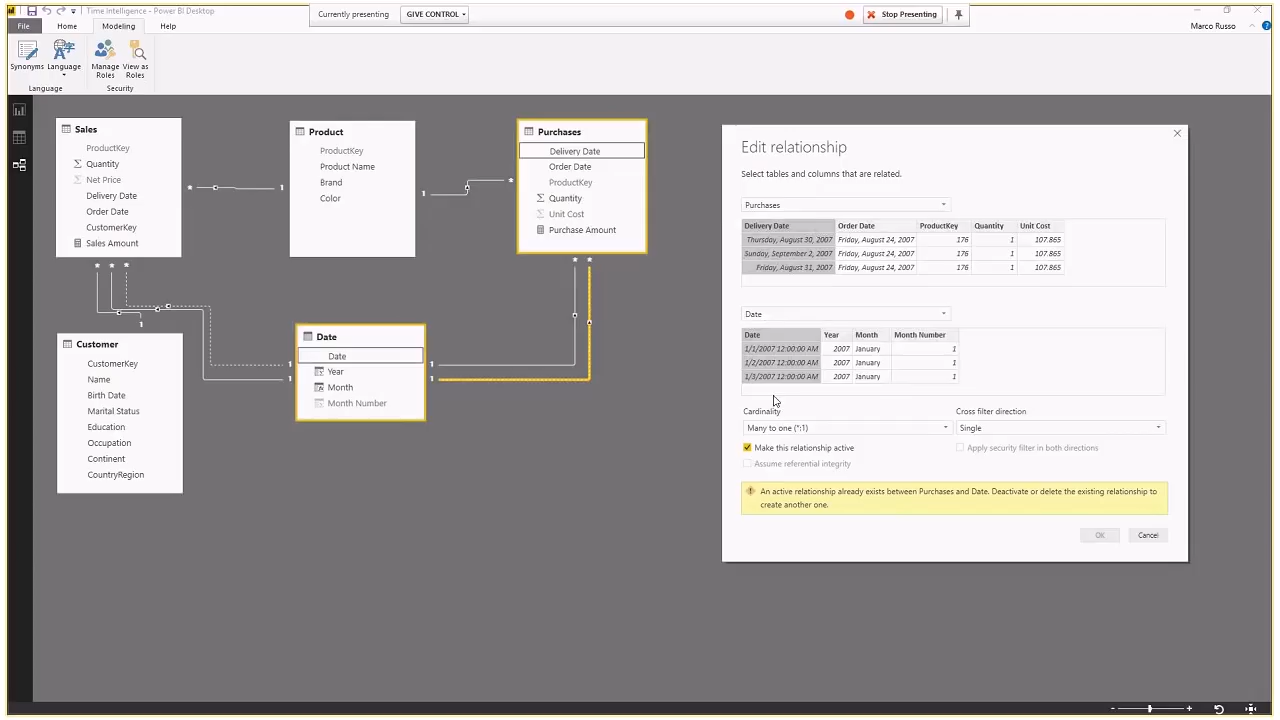 Time Intelligence - Power BI Desktop
Currently presenting
GIVE CONTROL
Stop Presenting
File
Home
Modeling
Help
Marco Russo
Synonyms
Language
Manage Roles
View as Roles
Language
Security
Sales
ProductKey
Σ Quantity
Σ Net Price
Delivery Date
Order Date
CustomerKey
Sales Amount
Product
ProductKey
Product Name
Brand
Color
Purchases
Delivery Date
Order Date
ProductKey
Σ Quantity
Σ Unit Cost
Purchase Amount
* 1
1 *
* * *
1
* *
1 1
1 1
Customer
CustomerKey
Name
Birth Date
Marital Status
Education
Occupation
Continent
CountryRegion
Date
Date
Year
Month
Month Number
Edit relationship
Select tables and columns that are related.
Purchases
Delivery Date Order Date ProductKey Quantity Unit Cost
Thursday, August 30, 2007 Friday, August 24, 2007 176 1 107.865
Sunday, September 2, 2007 Friday, August 24, 2007 176 1 107.865
Friday, August 31, 2007 Friday, August 24, 2007 176 1 107.865
Date
Date Year Month Month Number
1/1/2007 12:00:00 AM 2007 January 1
1/2/2007 12:00:00 AM 2007 January 1
1/3/2007 12:00:00 AM 2007 January 1
Cardinality
Cross filter direction
Many to one (*:1)
Single
Make this relationship active
Apply security filter in both directions
Assume referential integrity
An active relationship already exists between Purchases and Date. Deactivate or delete the existing relationship to
create another one.
OK
Cancel